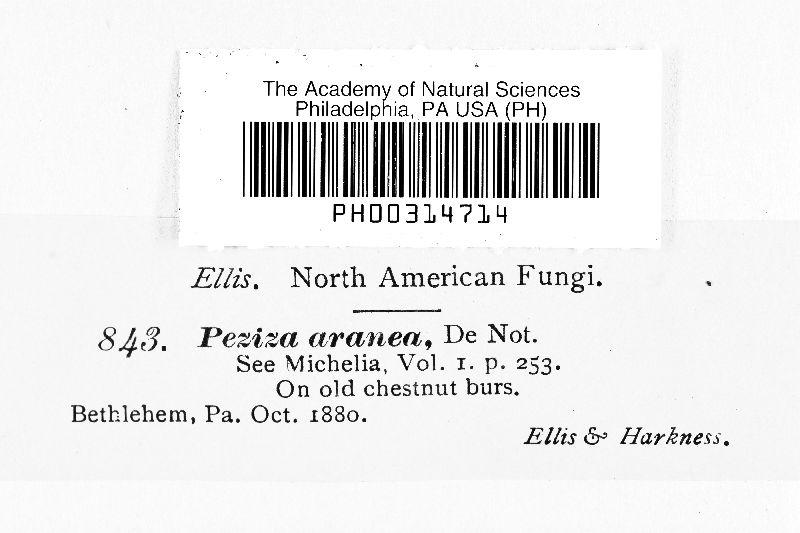 The Academy of Natural Sciences
Philadelphia, PA USA (PH)
PH00314714
Ellis. North American Fungi.
843. Peziza aranea, De Not.
See Michelia, Vol. 1. p. 253.
On old chestnut burs.
Bethlehem, Pa. Oct. 1880.
Ellis & Harkness.